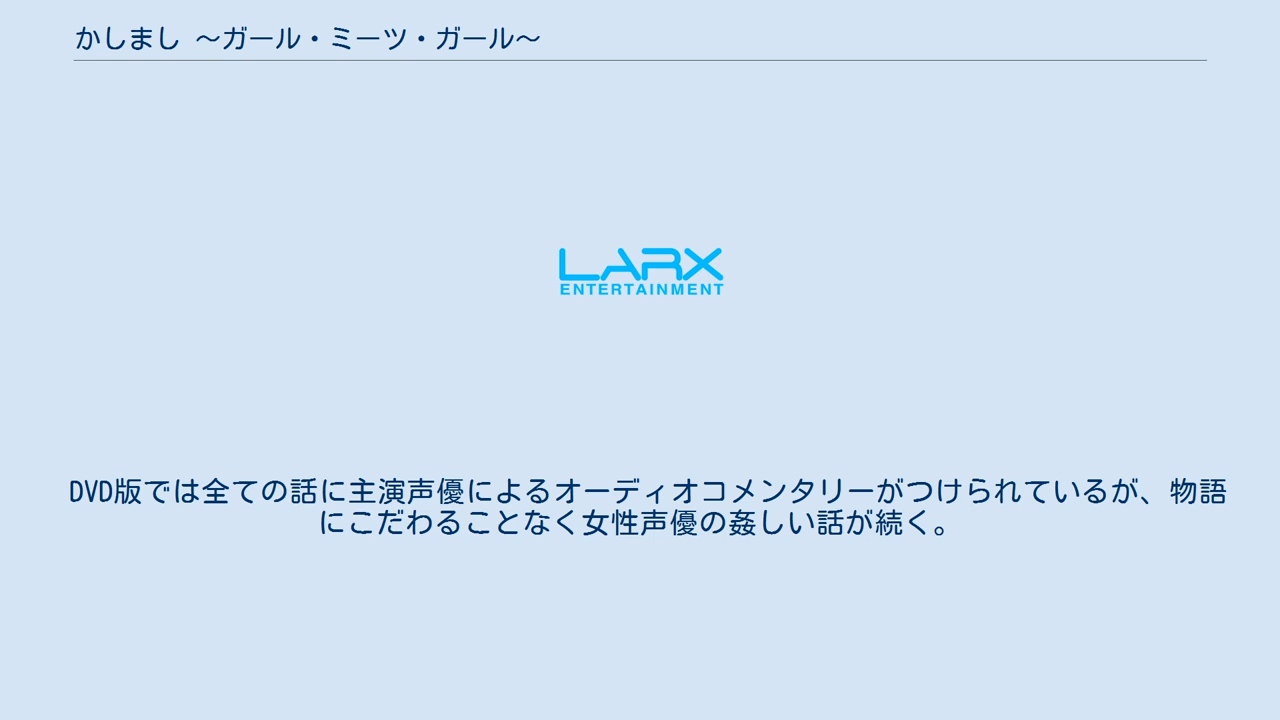 かしまし ～ガール・ミーツ・ガール～
LARX
ENTERTAINMENT
DVD版では全ての話に主演声優によるオーディオコメンタリーがつけられているが、物語
にこだわることなく女性声優の姦しい話が続く。